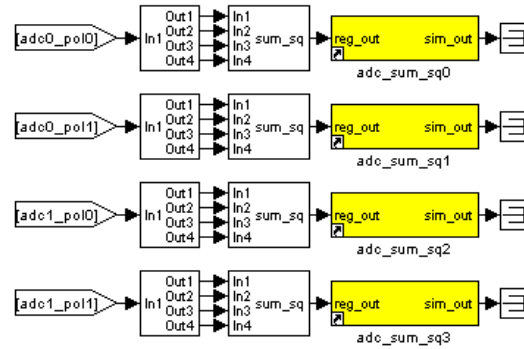 [adc0_pol0] In1 Out1 Out2 Out3 Out4 In1 In2 In3 In4 sum_sq reg_out sim_out
adc_sum_sq0
[adc0_pol1] In1 Out1 Out2 Out3 Out4 In1 In2 In3 In4 sum_sq reg_out sim_out
adc_sum_sq1
[adc1_pol0] In1 Out1 Out2 Out3 Out4 In1 In2 In3 In4 sum_sq reg_out sim_out
adc_sum_sq2
[adc1_pol1] In1 Out1 Out2 Out3 Out4 In1 In2 In3 In4 sum_sq reg_out sim_out
adc_sum_sq3